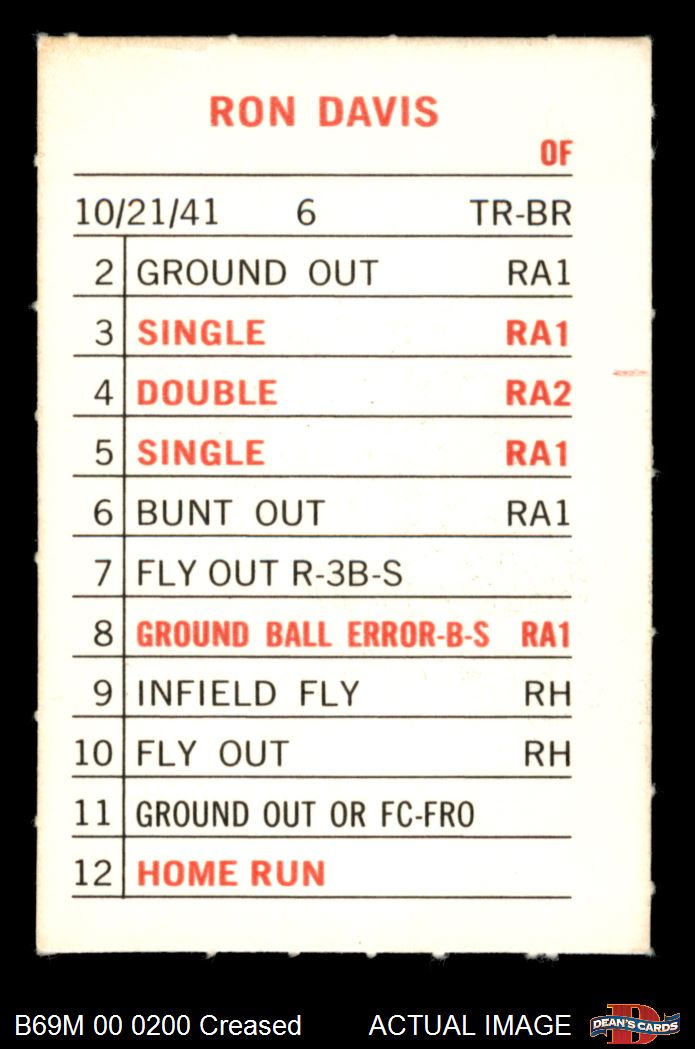 RON DAVIS
OF
10/21/41 6 TR-BR
2 GROUND OUT RA1
3 SINGLE RA1
4 DOUBLE RA2
5 SINGLE RA1
6 BUNT OUT RA1
7 FLY OUT R-3B-S
8 GROUND BALL ERROR-B-S RA1
9 INFIELD FLY RH
10 FLY OUT RH
11 GROUND OUT OR FC-FRO
12 HOME RUN
B69M 00 0200 Creased ACTUAL IMAGE
D
DEAN'S CARDS